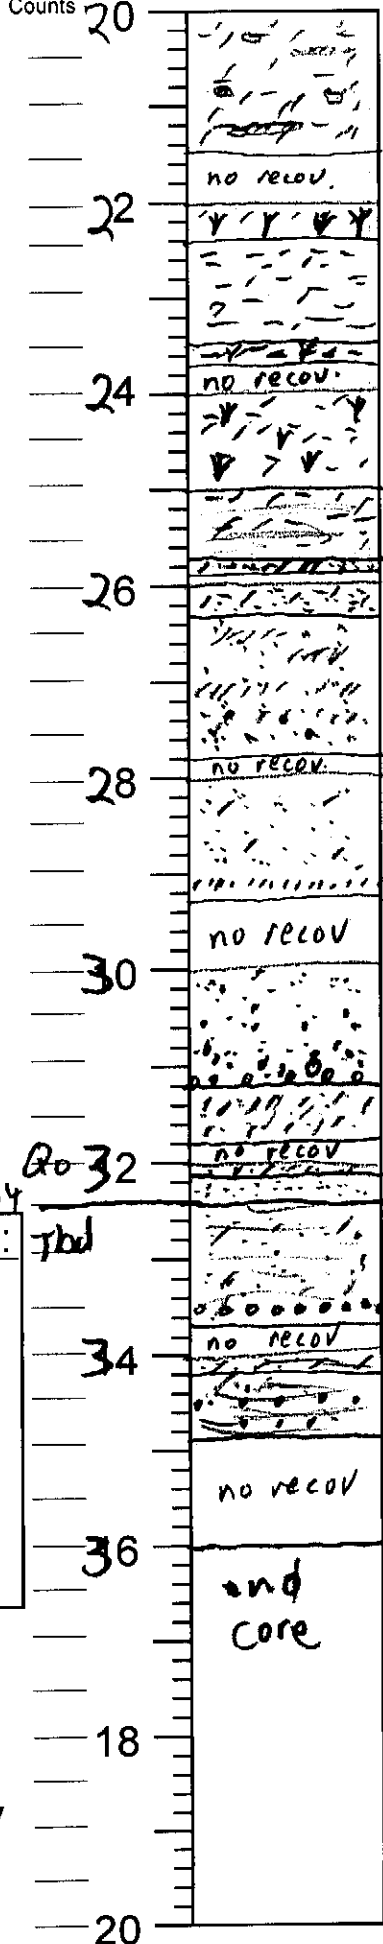 Counts 20
no recov.
22
?
no recov.
24
26
no recov.
28
no recov
30
no recov
Qo 32
Tbd
no recov
34
no recov
36
end
core
18
20